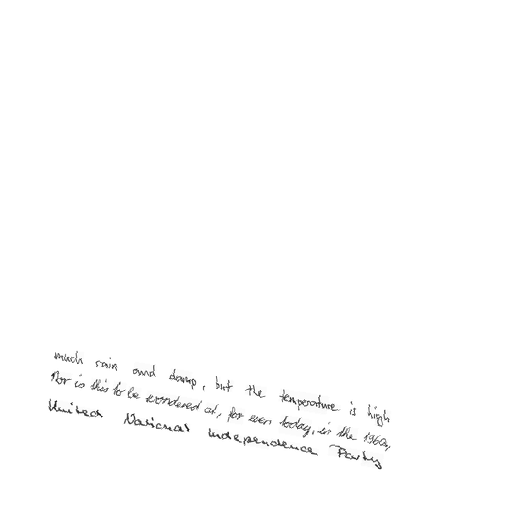 much rain and damp, but the temperature is high
Nor is this to be wondered at, for even today, in the 1960s,
United National Independence Party